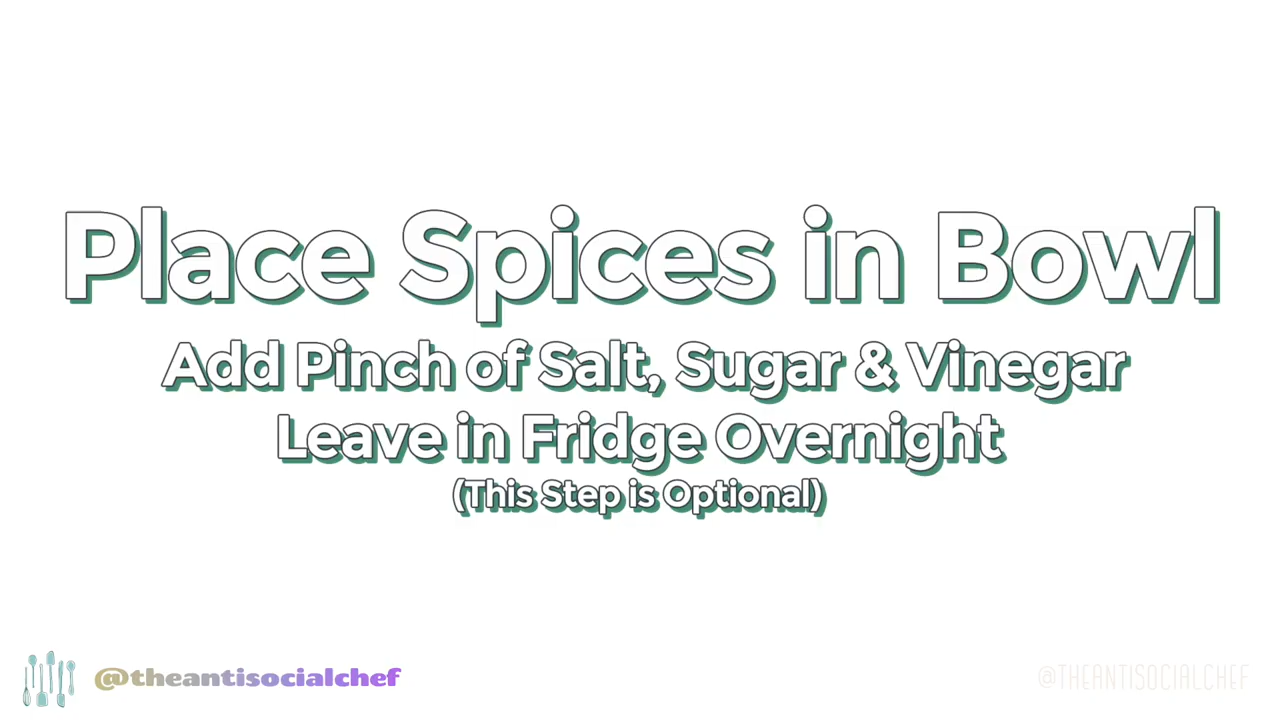 Place Spices in Bowl
Add Pinch of Salt, Sugar & Vinegar
Leave in Fridge Overnight
(This Step is Optional)
@theantisocialchef
@THEANTISOCIALCHEF